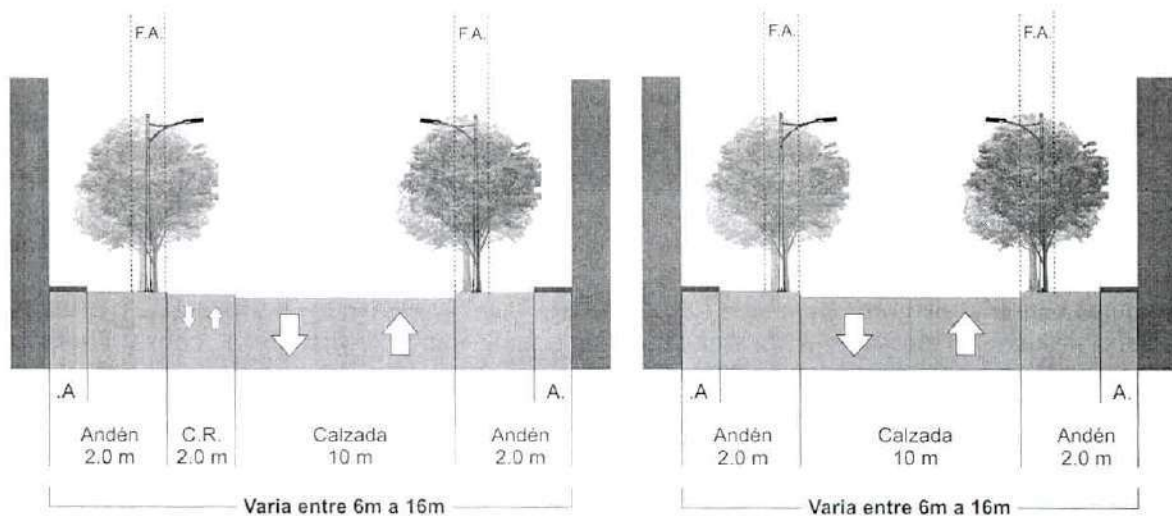 F.A.
F.A.
.A
A.
Andén
2.0 m
C.R.
2.0 m
Calzada
10 m
Andén
2.0 m
Varia entre 6m a 16m
F.A.
F.A.
.A
A.
Andén
2.0 m
Calzada
10 m
Andén
2.0 m
Varia entre 6m a 16m